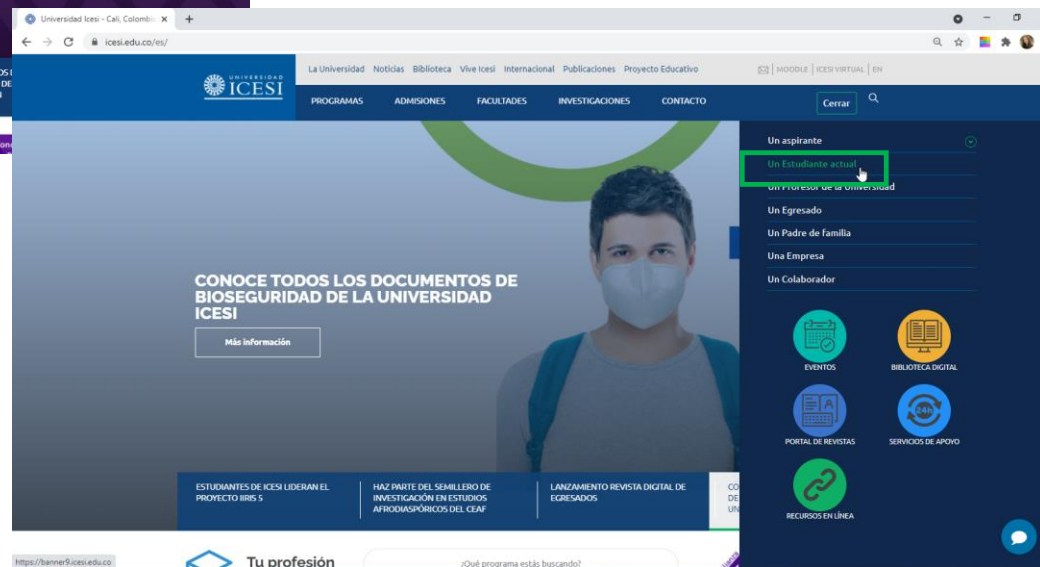 Universidad Icesi - Cali, Colombi
icesi.edu.co/es/
UNIVERSIDAD
ICESI
La Universidad Noticias Biblioteca Vive Icesi Internacional Publicaciones Proyecto Educativo
MOODLE | ICESI VIRTUAL | EN
PROGRAMAS ADMISIONES FACULTADES INVESTIGACIONES CONTACTO
Cerrar
Un aspirante
Un Estudiante actual
Un Profesor de la Universidad
Un Egresado
Un Padre de familia
Una Empresa
Un Colaborador
CONOCE TODOS LOS DOCUMENTOS DE
BIOSEGURIDAD DE LA UNIVERSIDAD
ICESI
Más información
EVENTOS
BIBLIOTECA DIGITAL
24h
PORTAL DE REVISTAS
SERVICIOS DE APOYO
RECURSOS EN LÍNEA
ESTUDIANTES DE ICESI LIDERAN EL
PROYECTO IIRIS 5
HAZ PARTE DEL SEMILLERO DE
INVESTIGACIÓN EN ESTUDIOS
AFRODIASPÓRICOS DEL CEAF
LANZAMIENTO REVISTA DIGITAL DE
EGRESADOS
CO
DE
UN
https://banner9.icesi.edu.co
Tu profesión
¿Qué programa estás buscando?